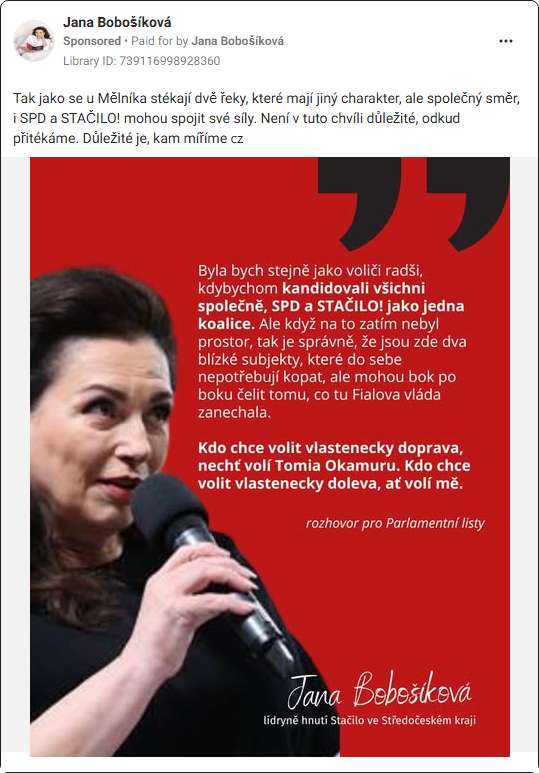 Jana Bobošíková
Sponsored • Paid for by Jana Bobošíková
Library ID: 739116998928360
Tak jako se u Mělníka stékají dvě řeky, které mají jiný charakter, ale společný směr,
i SPD a STAČILO! mohou spojit své síly. Není v tuto chvíli důležité, odkud
přitékáme. Důležité je, kam míříme cz
Byla bych stejně jako voliči radši,
kdybychom kandidovali všichni
společně, SPD a STAČILO! jako jedna
koalice. Ale když na to zatím nebyl
prostor, tak je správně, že jsou zde dva
blízké subjekty, které do sebe
nepotřebují kopat, ale mohou bok po
boku čelit tomu, co tu Fialova vláda
zanechala.
Kdo chce volit vlastenecky doprava,
nechť volí Tomia Okamuru. Kdo chce
volit vlastenecky doleva, ať volí mě.
rozhovor pro Parlamentní listy
Jana Bobošíková
lídryně hnutí Stačilo ve Středočeském kraji